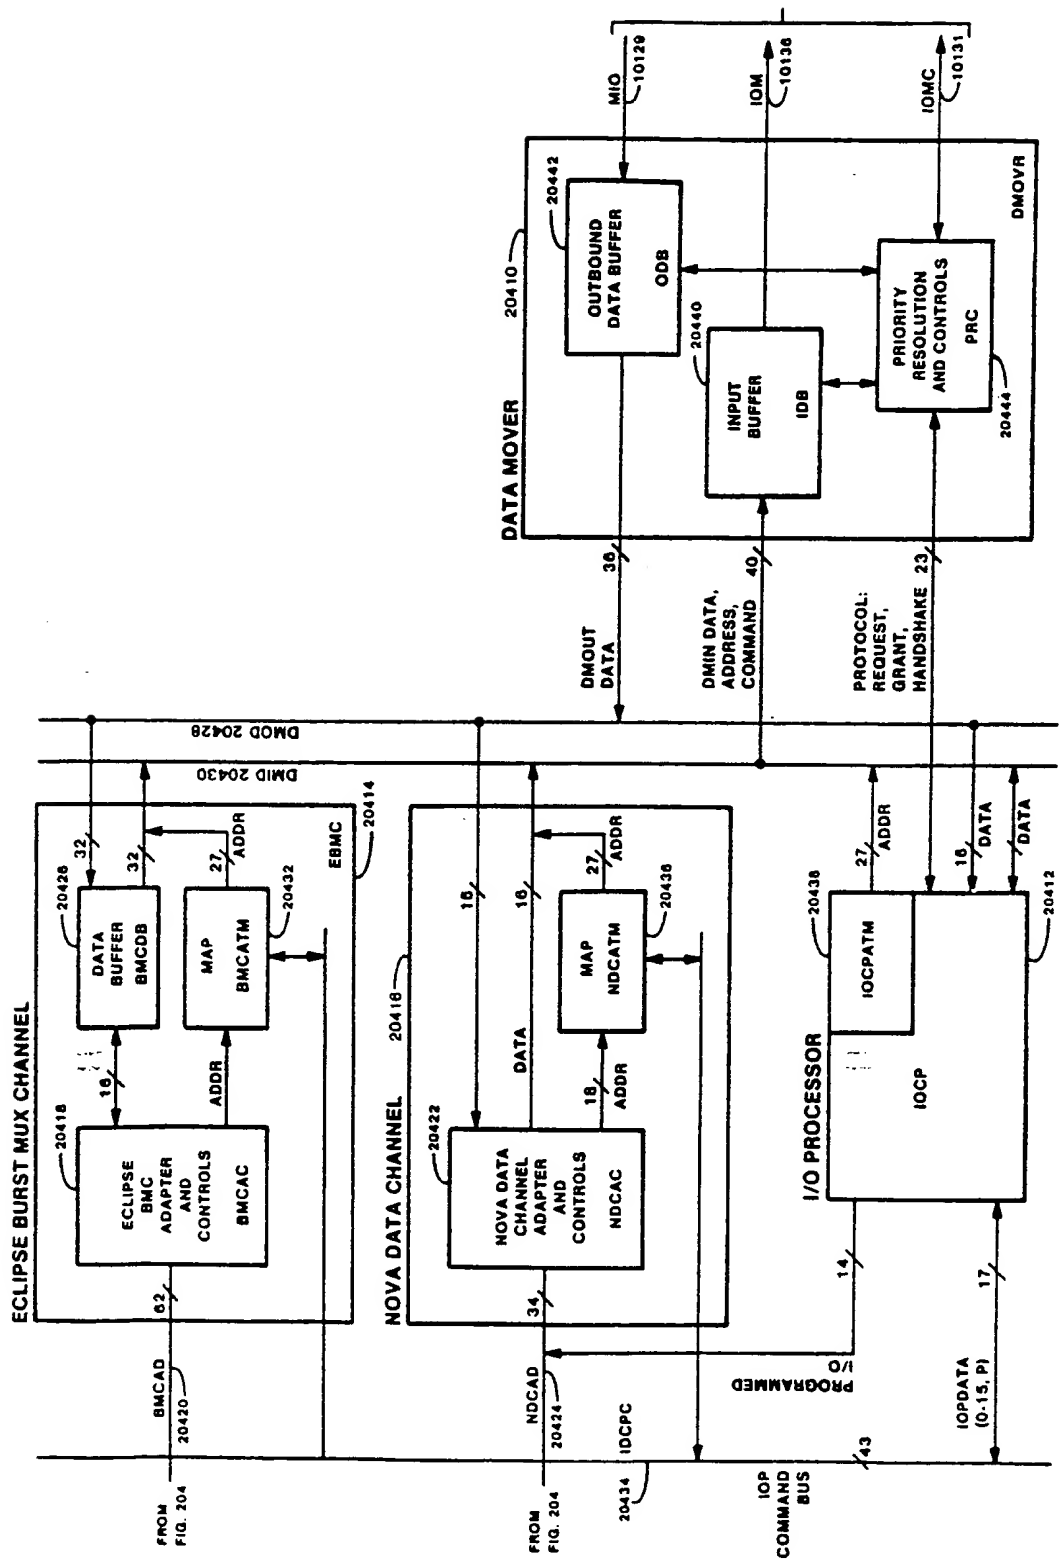 ECLIPSE BURST MUX CHANNEL
20418
ECLIPSE
BMC
ADAPTER
AND
CONTROLS
BMCAC
16
ADDR
20426
DATA
BUFFER
BMCDB
MAP
BMCATM
20432
32
32
27
ADDR
EBMC
20414
62
BMCAD
20420
FROM
FIG. 204
DMID 20430
DMOD 20428
NOVA DATA CHANNEL
20416
20422
NOVA DATA
CHANNEL
ADAPTER
AND
CONTROLS
NDCAC
16
DATA
16
18
ADDR
MAP
NDCATM
20436
27
ADDR
34
NDCAD
20424
FROM
FIG. 204
IDCPC
20434
PROGRAMMED
I/O
14
IOP
COMMAND
BUS
43
IOPDATA
(0-15, P)
17
I/O PROCESSOR
IOCP
IOCPATM
20438
27
ADDR
16
DATA
DATA
20412
DMOUT
DATA
36
DMIN DATA,
ADDRESS,
COMMAND
40
PROTOCOL:
REQUEST,
GRANT,
HANDSHAKE
23
DATA MOVER
20410
OUTBOUND
DATA BUFFER
ODB
20442
INPUT
BUFFER
IDB
20440
PRIORITY
RESOLUTION
AND CONTROLS
PRC
20444
DMOVR
MIO
10129
IOM
10136
IOMC
10131